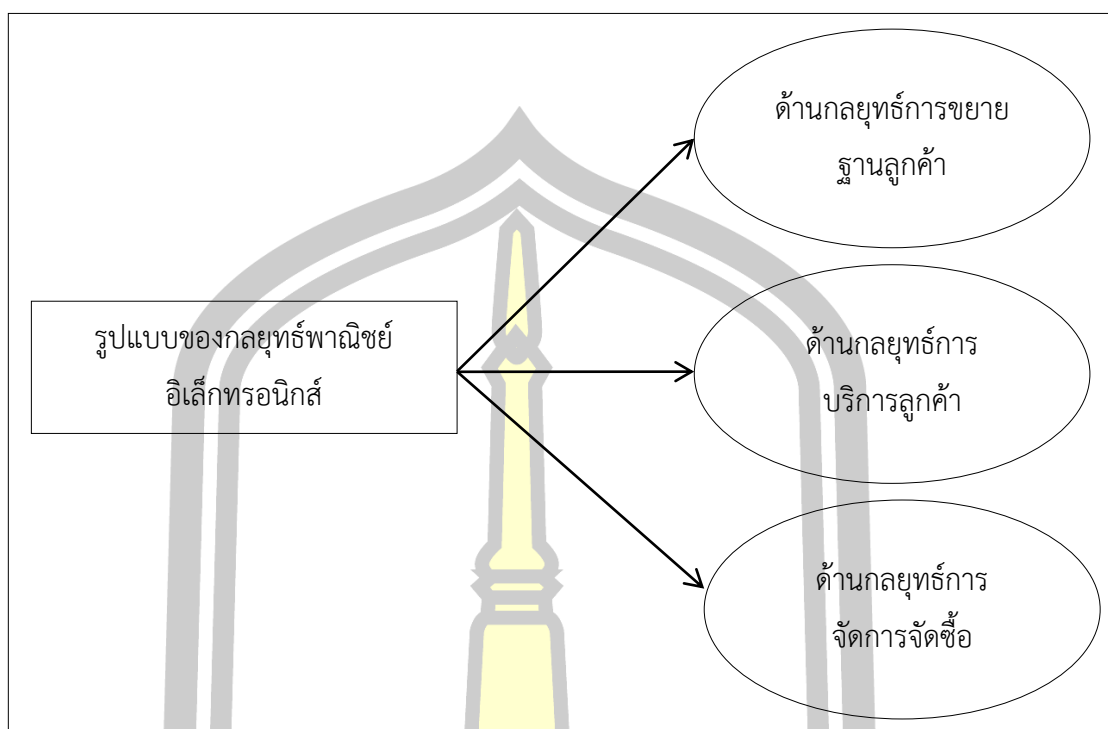 ด้านกลยุทธ์การขยาย
ฐานลูกค้า
รูปแบบของกลยุทธ์พาณิชย์
อิเล็กทรอนิกส์
ด้านกลยุทธ์การ
บริการลูกค้า
ด้านกลยุทธ์การ
จัดการจัดซื้อ